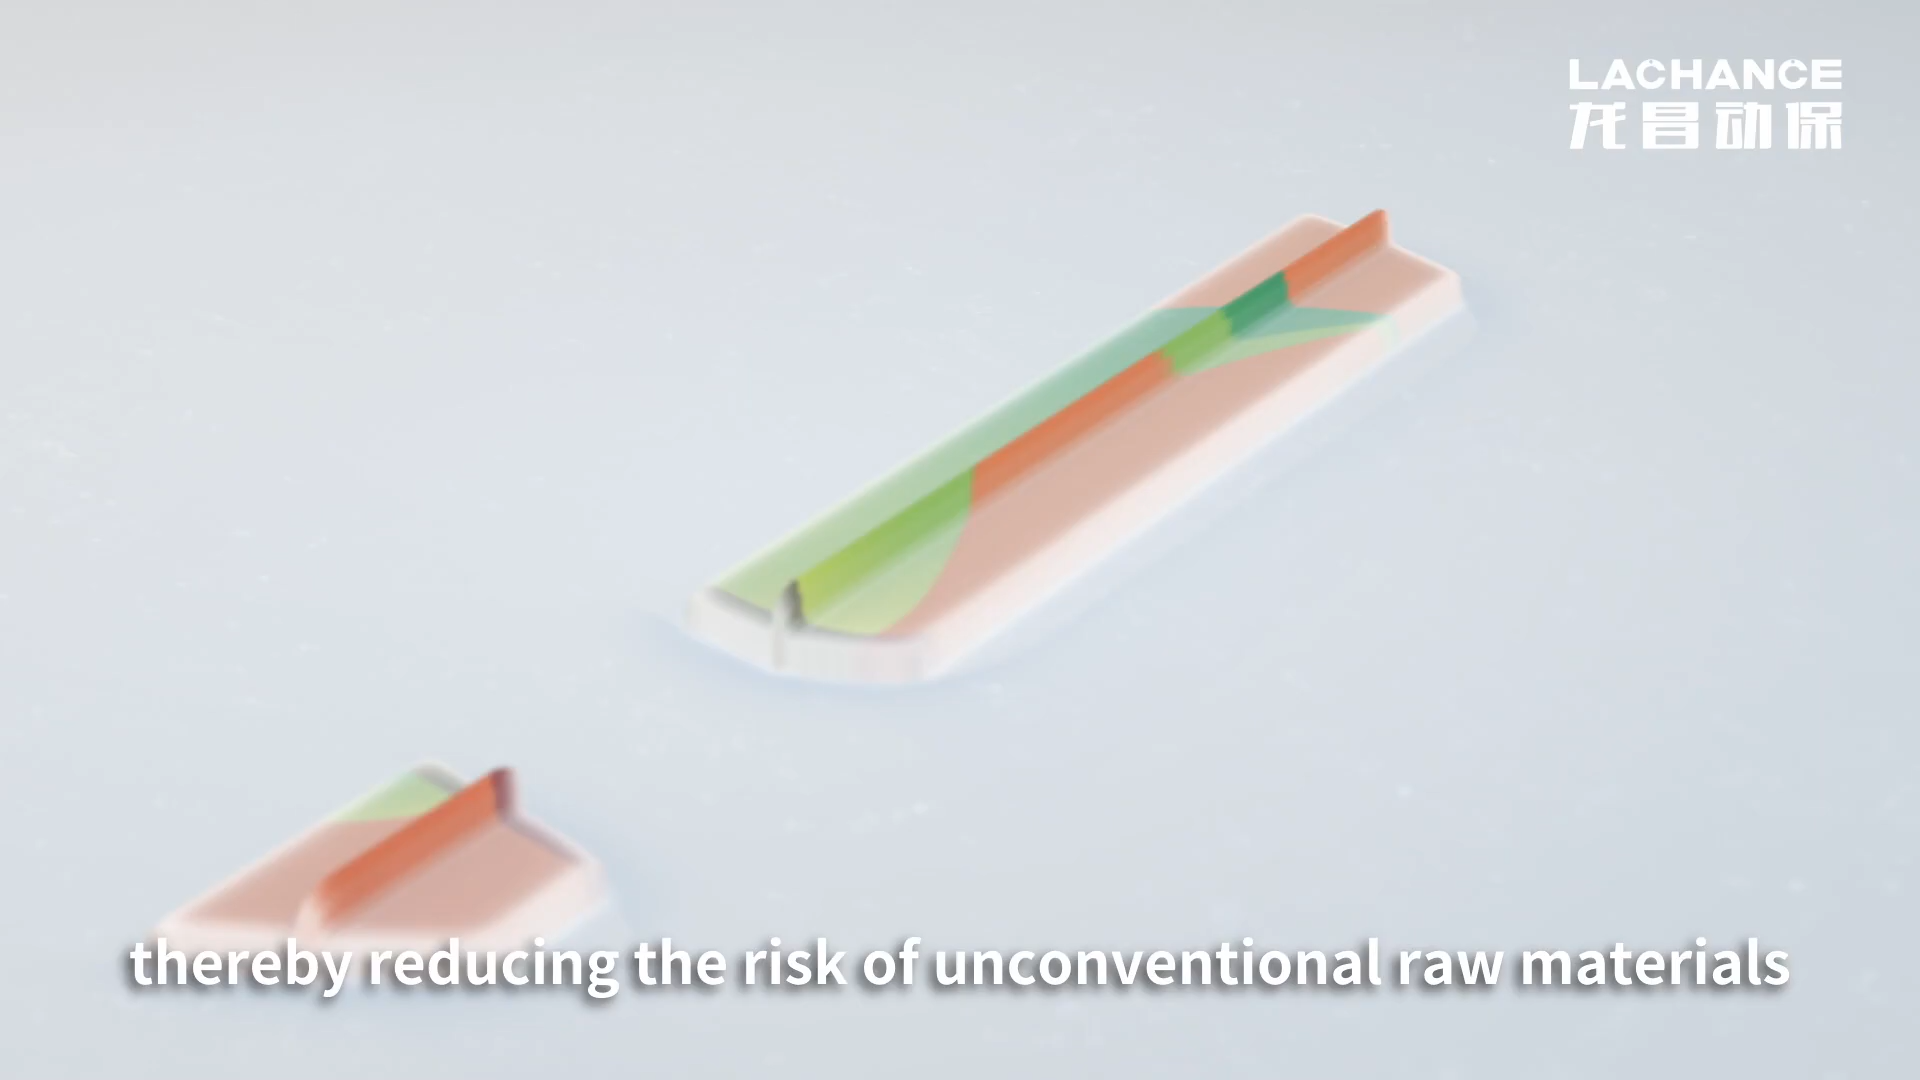 LACHANCE
龙昌动保
thereby reducing the risk of unconventional raw materials